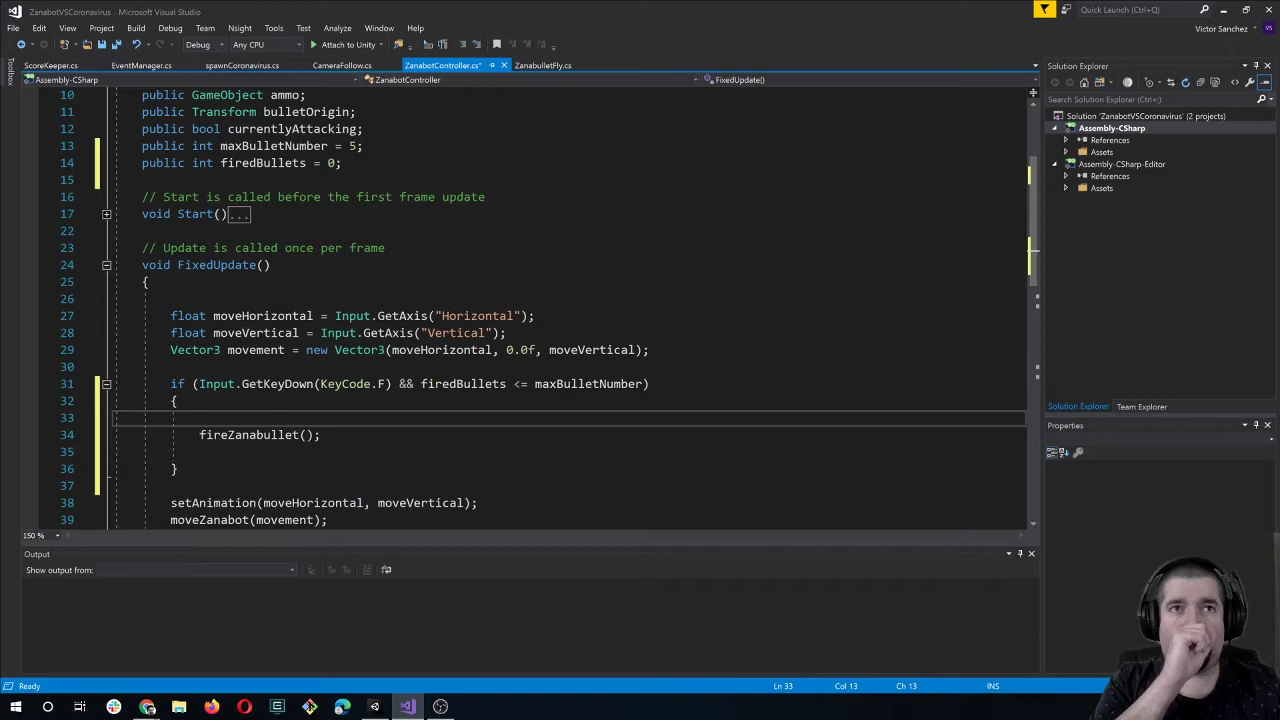 ZanabotVSCoronavirus - Microsoft Visual Studio
Quick Launch (Ctrl+;)
File Edit View Project Build Debug Team Tools Test Analyze Window Help
Victor Sanchez VS
Debug Any CPU Attach to Unity
Toolbox
ScoreKeeper.cs EventManager.cs spawnCoronavirus.cs CameraFollow.cs ZanabotController.cs* ZanabulletFly.cs
Assembly-CSharp ZanabotController FixedUpdate()
10 public GameObject ammo;
11 public Transform bulletOrigin;
12 public bool currentlyAttacking;
13 public int maxBulletNumber = 5;
14 public int firedBullets = 0;
15
16 // Start is called before the first frame update
17 void Start()...
22
23 // Update is called once per frame
24 void FixedUpdate()
25 {
26
27 float moveHorizontal = Input.GetAxis("Horizontal");
28 float moveVertical = Input.GetAxis("Vertical");
29 Vector3 movement = new Vector3(moveHorizontal, 0.0f, moveVertical);
30
31 if (Input.GetKeyDown(KeyCode.F) && firedBullets <= maxBulletNumber)
32 {
33
34 fireZanabullet();
35
36 }
37
38 setAnimation(moveHorizontal, moveVertical);
39 moveZanabot(movement);
150 %
Output
Show output from:
Solution Explorer
Search Solution Explorer (Ctrl+;)
Solution 'ZanabotVSCoronavirus' (2 projects)
Assembly-CSharp
References
Assets
Assembly-CSharp-Editor
References
Assets
Solution Explorer Team Explorer
Properties
Ready Ln 33 Col 13 Ch 13 INS